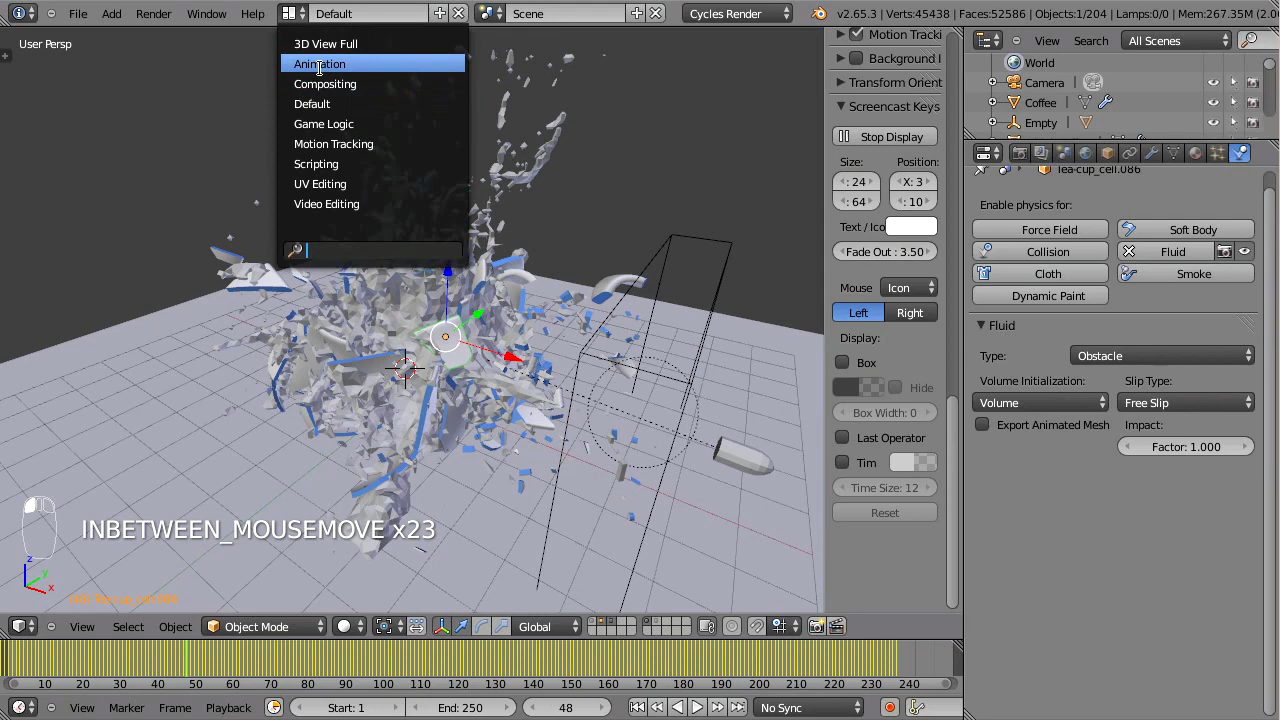 File Add Render Window Help Default Scene Cycles Render v2.65.3 | Verts:45438 | Faces:52586 | Objects:1/204 | Lamps:0/0 | Mem:267.35M
User Persp
3D View Full
Animation
Compositing
Default
Game Logic
Motion Tracking
Scripting
UV Editing
Video Editing
Motion Tracki
Background I
Transform Orient
Screencast Keys
Stop Display
Size: Position:
: 24 X: 3
: 64 : 10
Text / Ico
Fade Out : 3.50
Mouse Icon
Left Right
Display:
Box
Hide
Box Width: 0
Last Operator
Tim
Time Size: 12
Reset
View Search All Scenes
World
Camera
Coffee
Empty
Tea-cup_cell.086
Enable physics for:
Force Field Soft Body
Collision Fluid
Cloth Smoke
Dynamic Paint
Fluid
Type: Obstacle
Volume Initialization: Slip Type:
Volume Free Slip
Export Animated Mesh Impact:
Factor: 1.000
INBETWEEN_MOUSEMOVE x23
z
y
x
View Select Object Object Mode Global
10 20 30 40 50 60 70 80 90 100 110 120 130 140 150 160 170 180 190 200 210 220 230 240
View Marker Frame Playback Start: 1 End: 250 48 No Sync